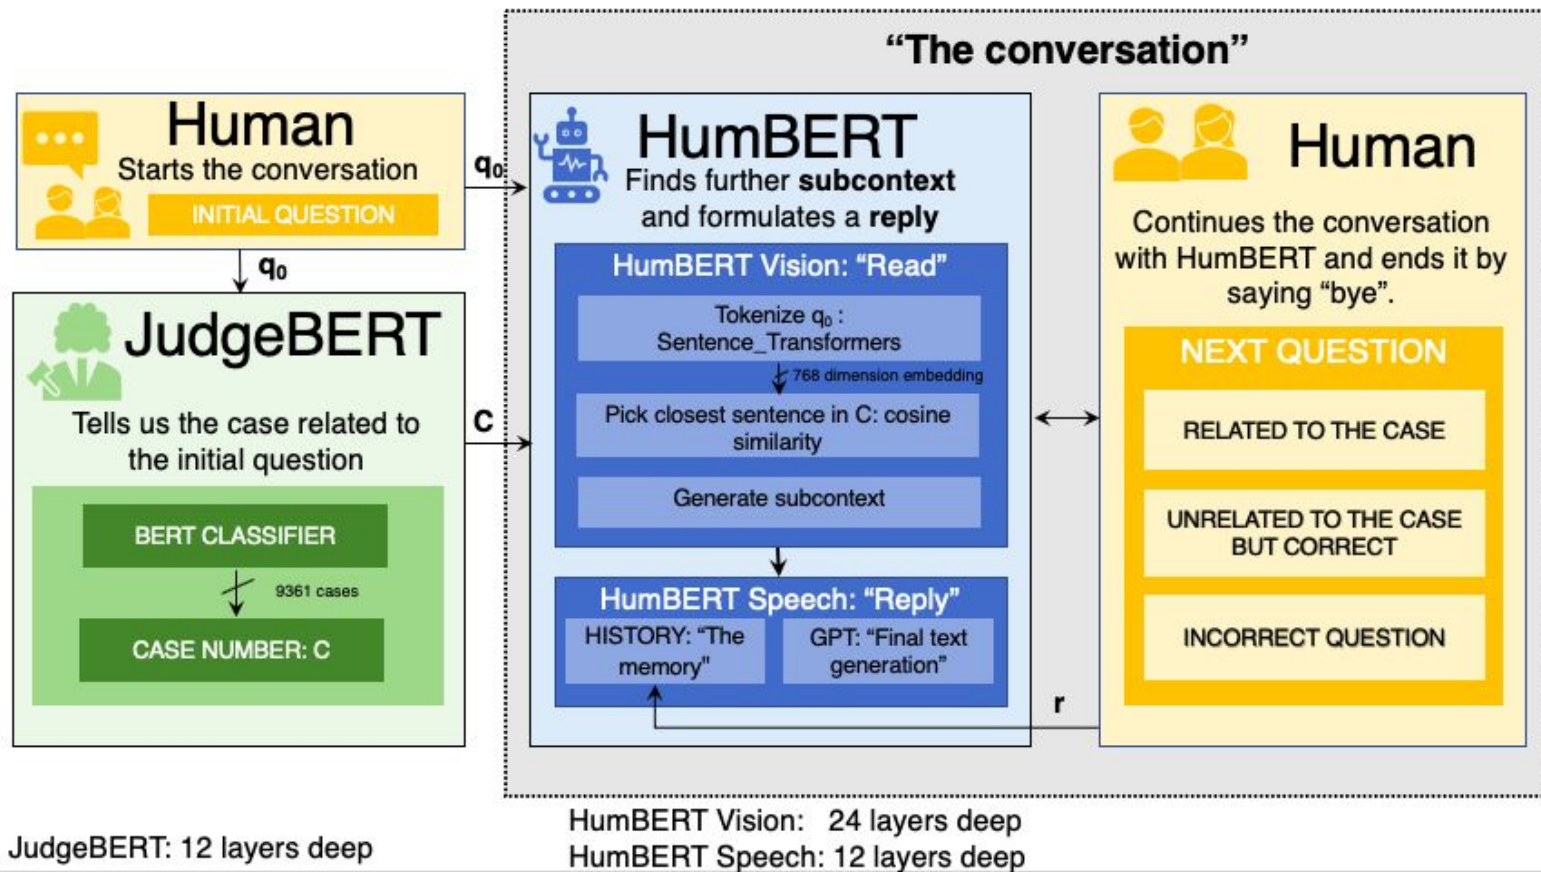 “The conversation”
Human
Starts the conversation
INITIAL QUESTION
q₀
q₀
JudgeBERT
Tells us the case related to
the initial question
BERT CLASSIFIER
9361 cases
CASE NUMBER: C
C
HumBERT
Finds further subcontext
and formulates a reply
HumBERT Vision: “Read”
Tokenize q₀ :
Sentence_Transformers
768 dimension embedding
Pick closest sentence in C: cosine
similarity
Generate subcontext
HumBERT Speech: “Reply”
HISTORY: “The
memory"
GPT: “Final text
generation”
r
Human
Continues the conversation
with HumBERT and ends it by
saying “bye”.
NEXT QUESTION
RELATED TO THE CASE
UNRELATED TO THE CASE
BUT CORRECT
INCORRECT QUESTION
JudgeBERT: 12 layers deep
HumBERT Vision: 24 layers deep
HumBERT Speech: 12 layers deep